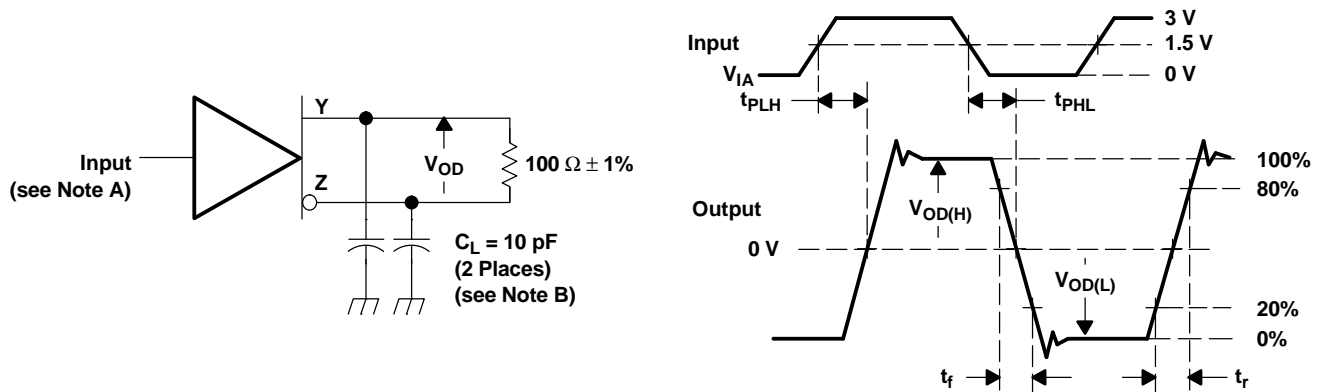 Input
(see Note A)
Y
Z
V_OD
100 Ω ± 1%
C_L = 10 pF
(2 Places)
(see Note B)
Input
V_IA
3 V
1.5 V
0 V
t_PLH
t_PHL
Output
0 V
V_OD(H)
V_OD(L)
100%
80%
20%
0%
t_f
t_r